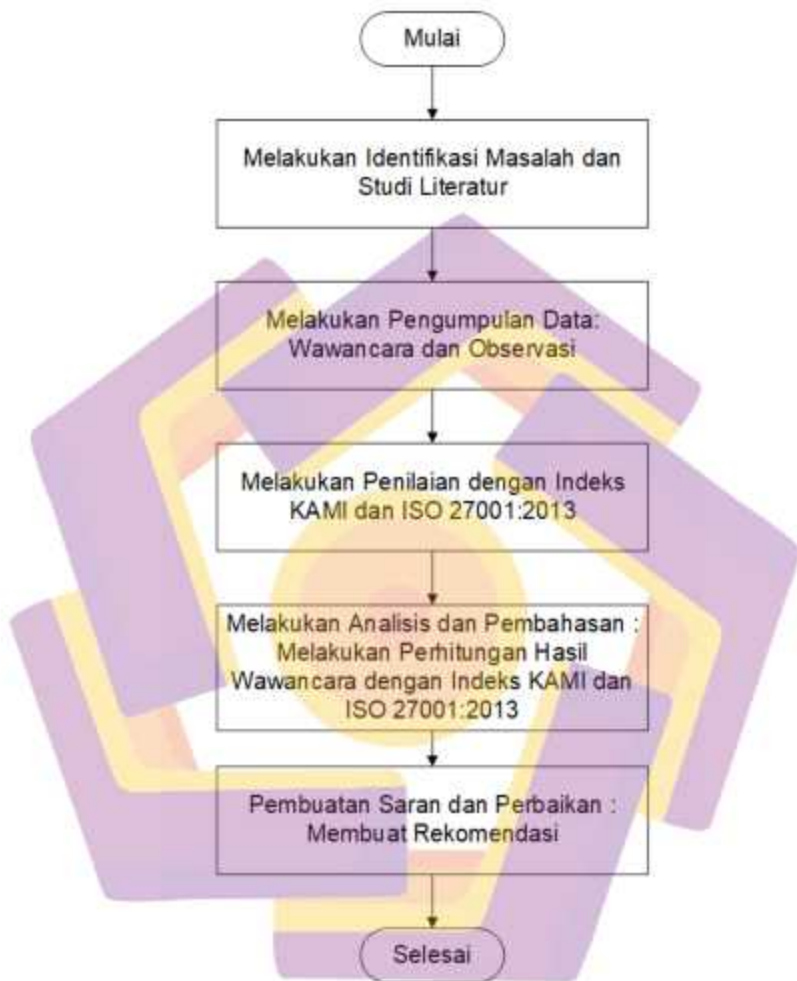 Mulai
Melakukan Identifikasi Masalah dan
Studi Literatur
Melakukan Pengumpulan Data:
Wawancara dan Observasi
Melakukan Penilaian dengan Indeks
KAMI dan ISO 27001:2013
Melakukan Analisis dan Pembahasan :
Melakukan Perhitungan Hasil
Wawancara dengan Indeks KAMI dan
ISO 27001:2013
Pembuatan Saran dan Perbaikan :
Membuat Rekomendasi
Selesai